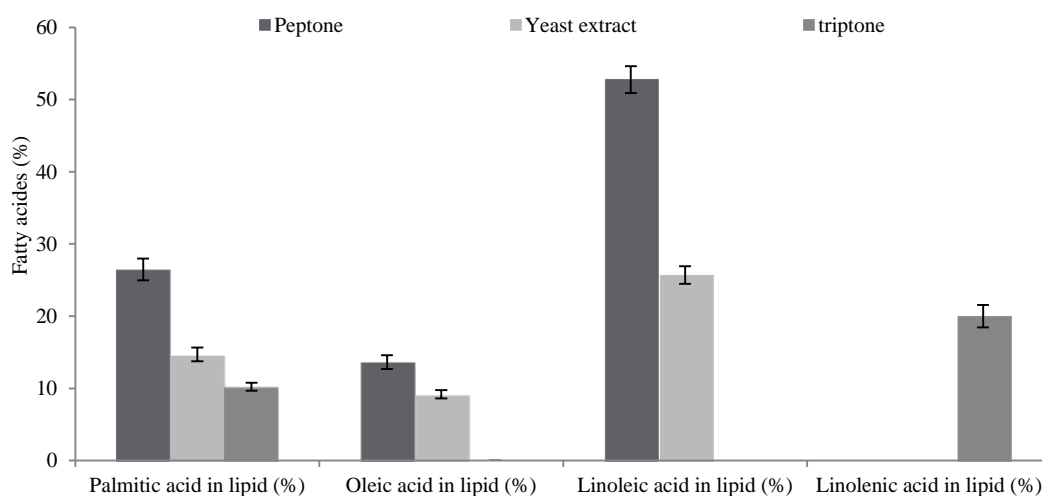 60
Peptone
Yeast extract
triptone
50
40
30
20
10
0
Fatty acides (%)
Palmitic acid in lipid (%)
Oleic acid in lipid (%)
Linoleic acid in lipid (%)
Linolenic acid in lipid (%)